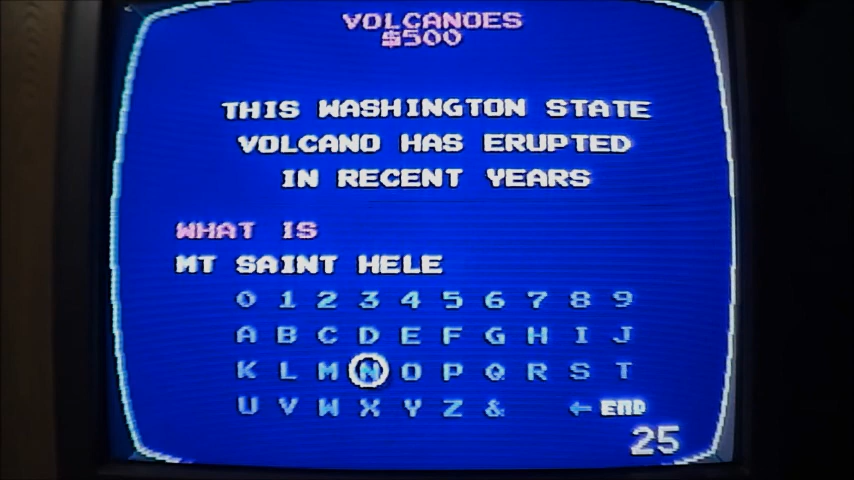 VOLCANOES
$500
THIS WASHINGTON STATE
VOLCANO HAS ERUPTED
IN RECENT YEARS
WHAT IS
MT SAINT HELE
0 1 2 3 4 5 6 7 8 9
A B C D E F G H I J
K L M N O P Q R S T
U V W X Y Z & ← END
25